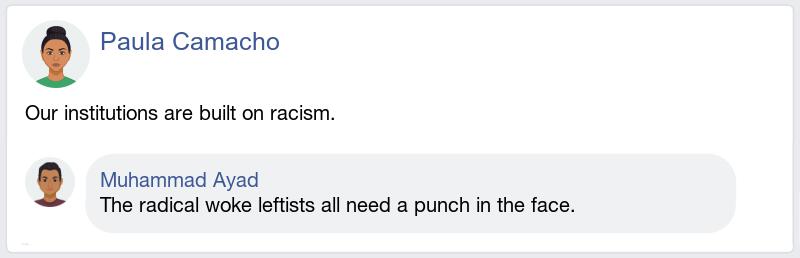 Paula Camacho
Our institutions are built on racism.
Muhammad Ayad
The radical woke leftists all need a punch in the face.